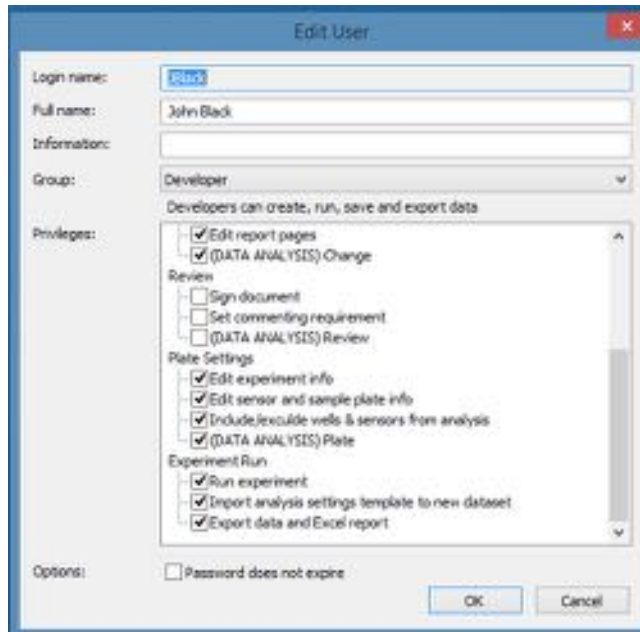 Edit User
Login name: JBlack
Full name: John Black
Information:
Group: Developer
Developers can create, run, save and export data
Privileges:
Edit report pages
(DATA ANALYSIS) Change
Review
Sign document
Set commenting requirement
(DATA ANALYSIS) Review
Plate Settings
Edit experiment info
Edit sensor and sample plate info
Include/exculde wells & sensors from analysis
(DATA ANALYSIS) Plate
Experiment Run
Run experiment
Import analysis settings template to new dataset
Export data and Excel report
Options: Password does not expire
OK Cancel